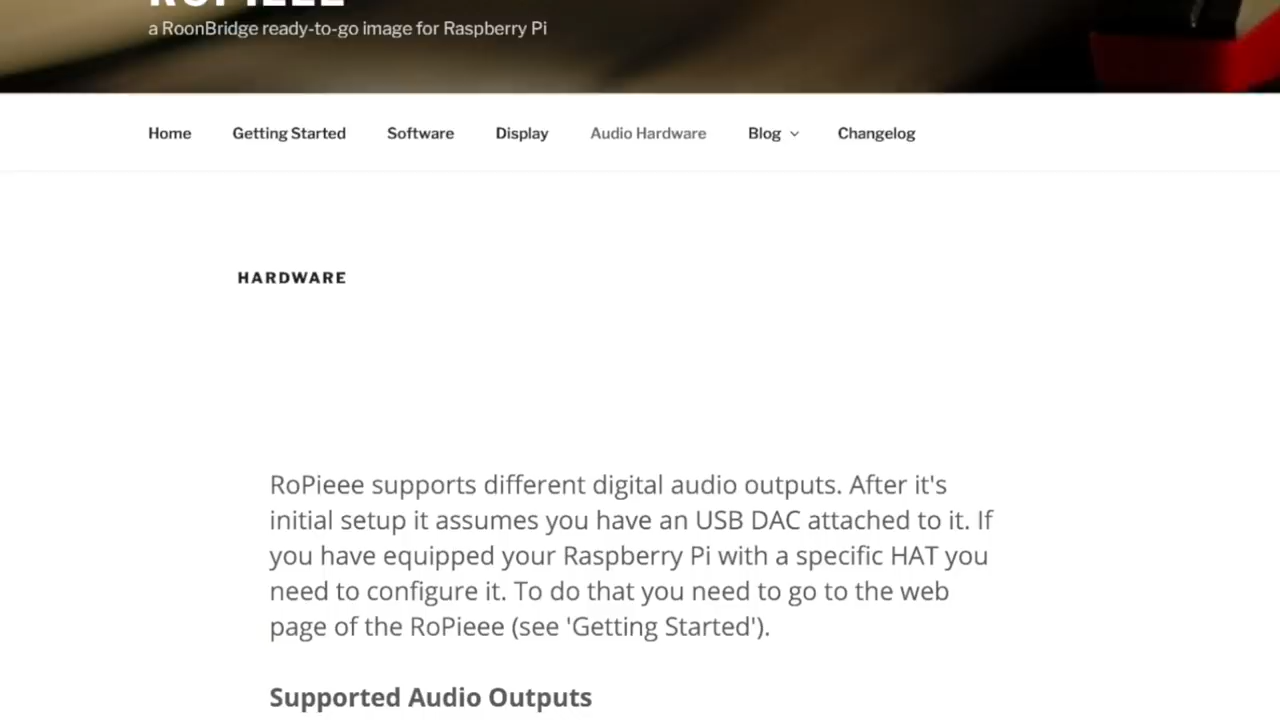 ROPIEEE
a RoonBridge ready-to-go image for Raspberry Pi
Home Getting Started Software Display Audio Hardware Blog Changelog
HARDWARE
RoPieee supports different digital audio outputs. After it's
initial setup it assumes you have an USB DAC attached to it. If
you have equipped your Raspberry Pi with a specific HAT you
need to configure it. To do that you need to go to the web
page of the RoPieee (see 'Getting Started').
Supported Audio Outputs